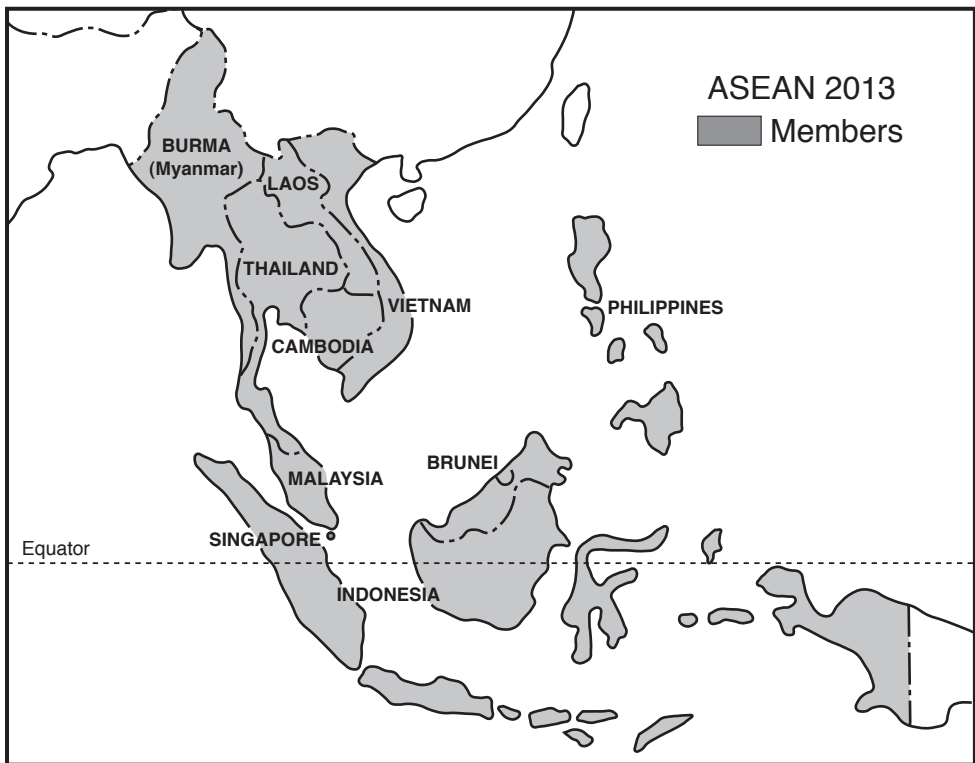 ASEAN 2013
Members
BURMA
(Myanmar)
LAOS
THAILAND
VIETNAM
PHILIPPINES
CAMBODIA
BRUNEI
MALAYSIA
SINGAPORE
Equator
INDONESIA